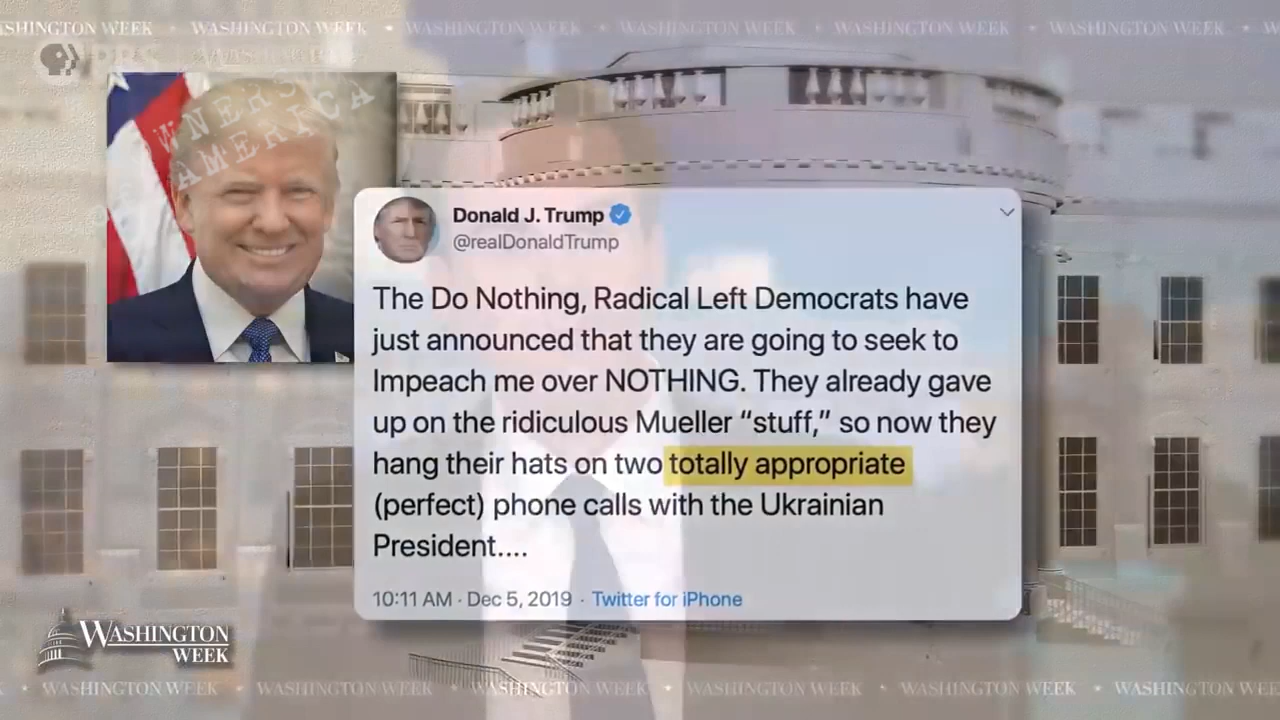 WASHINGTON WEEK • WASHINGTON WEEK • WASHINGTON WEEK • WASHINGTON WEEK • WASHINGTON WEEK
AMERICA
Donald J. Trump
@realDonaldTrump
The Do Nothing, Radical Left Democrats have
just announced that they are going to seek to
Impeach me over NOTHING. They already gave
up on the ridiculous Mueller “stuff,” so now they
hang their hats on two totally appropriate
(perfect) phone calls with the Ukrainian
President....
10:11 AM · Dec 5, 2019 · Twitter for iPhone
WASHINGTON
WEEK
• WASHINGTON WEEK • WASHINGTON WEEK • WASHINGTON WEEK • WASHINGTON WEEK • WASHINGTON WEEK • WASHINGTON WEE